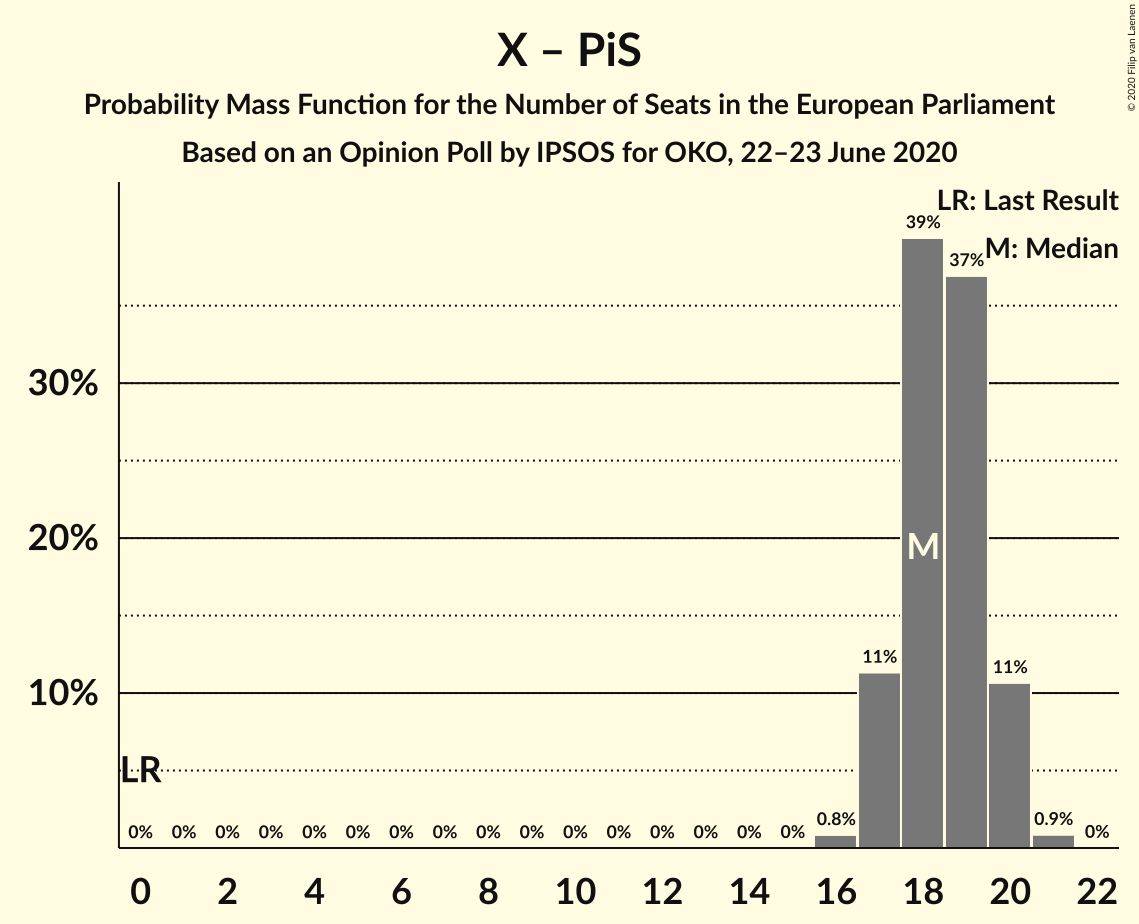 X – PiS
Probability Mass Function for the Number of Seats in the European Parliament
Based on an Opinion Poll by IPSOS for OKO, 22–23 June 2020
© 2020 Filip van Laenen
LR: Last Result
M: Median
30%
20%
10%
LR
M
0% 0% 0% 0% 0% 0% 0% 0% 0% 0% 0% 0% 0% 0% 0% 0% 0.8% 11% 39% 37% 11% 0.9% 0%
0 2 4 6 8 10 12 14 16 18 20 22